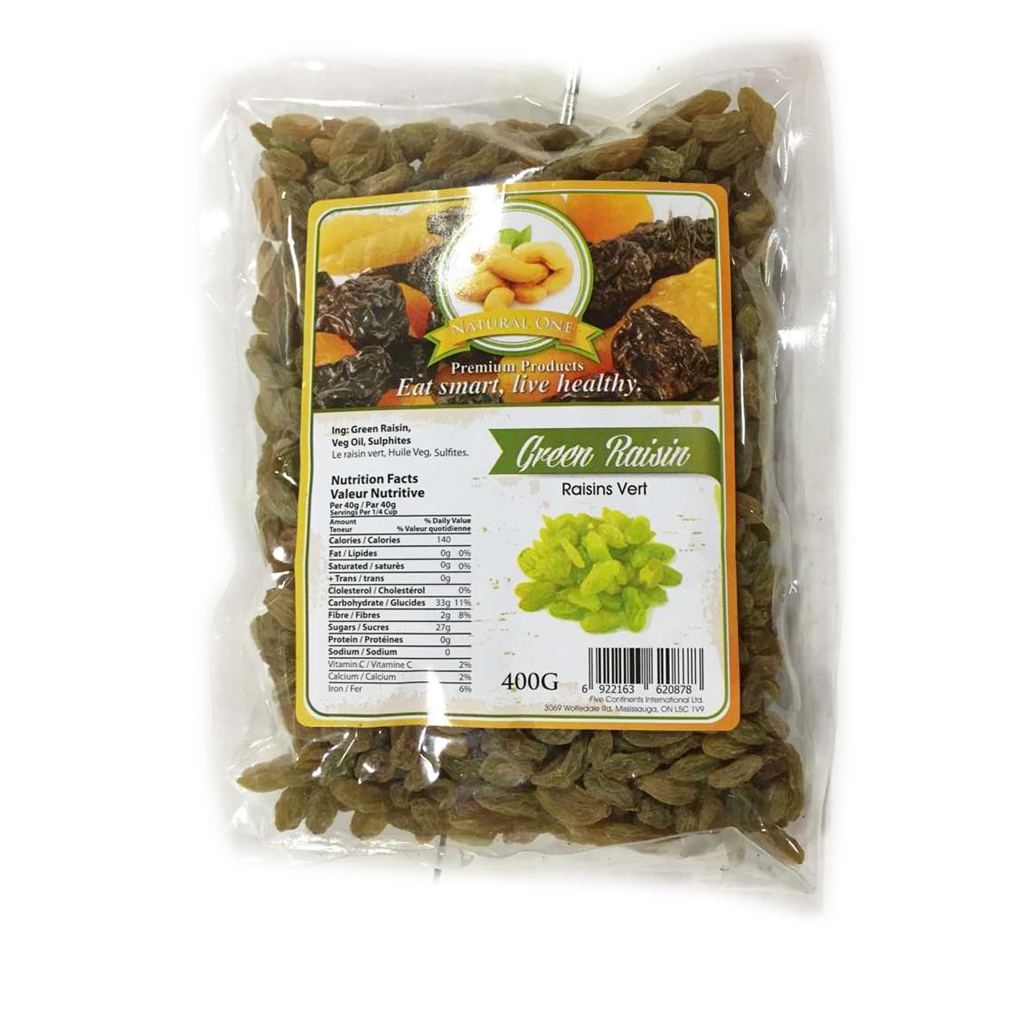 NATURAL ONE
Premium Products
Eat smart, live healthy.
Ing: Green Raisin,
Veg Oil, Sulphites
Le raisin vert, Huile Veg, Sulfites.
Green Raisin
Raisins Vert
Nutrition Facts
Valeur Nutritive
Per 40g / Par 40g
Servings Per 1/4 Cup
Amount % Daily Value
Teneur % Valeur quotidienne
Calories / Calories 140
Fat / Lipides 0g 0%
Saturated / saturès 0g 0%
+ Trans / trans 0g
Clolesterol / Cholestérol 0%
Carbohydrate / Glucides 33g 11%
Fibre / Fibres 2g 8%
Sugars / Sucres 27g
Protein / Protéines 0g
Sodium / Sodium 0
Vitamin C / Vitamine C 2%
Calcium / Calcium 2%
Iron / Fer 6%
400G
6 922163 620878
Five Continents International Ltd.
3069 Wolfedale Rd, Mississauga, ON L5C 1V9